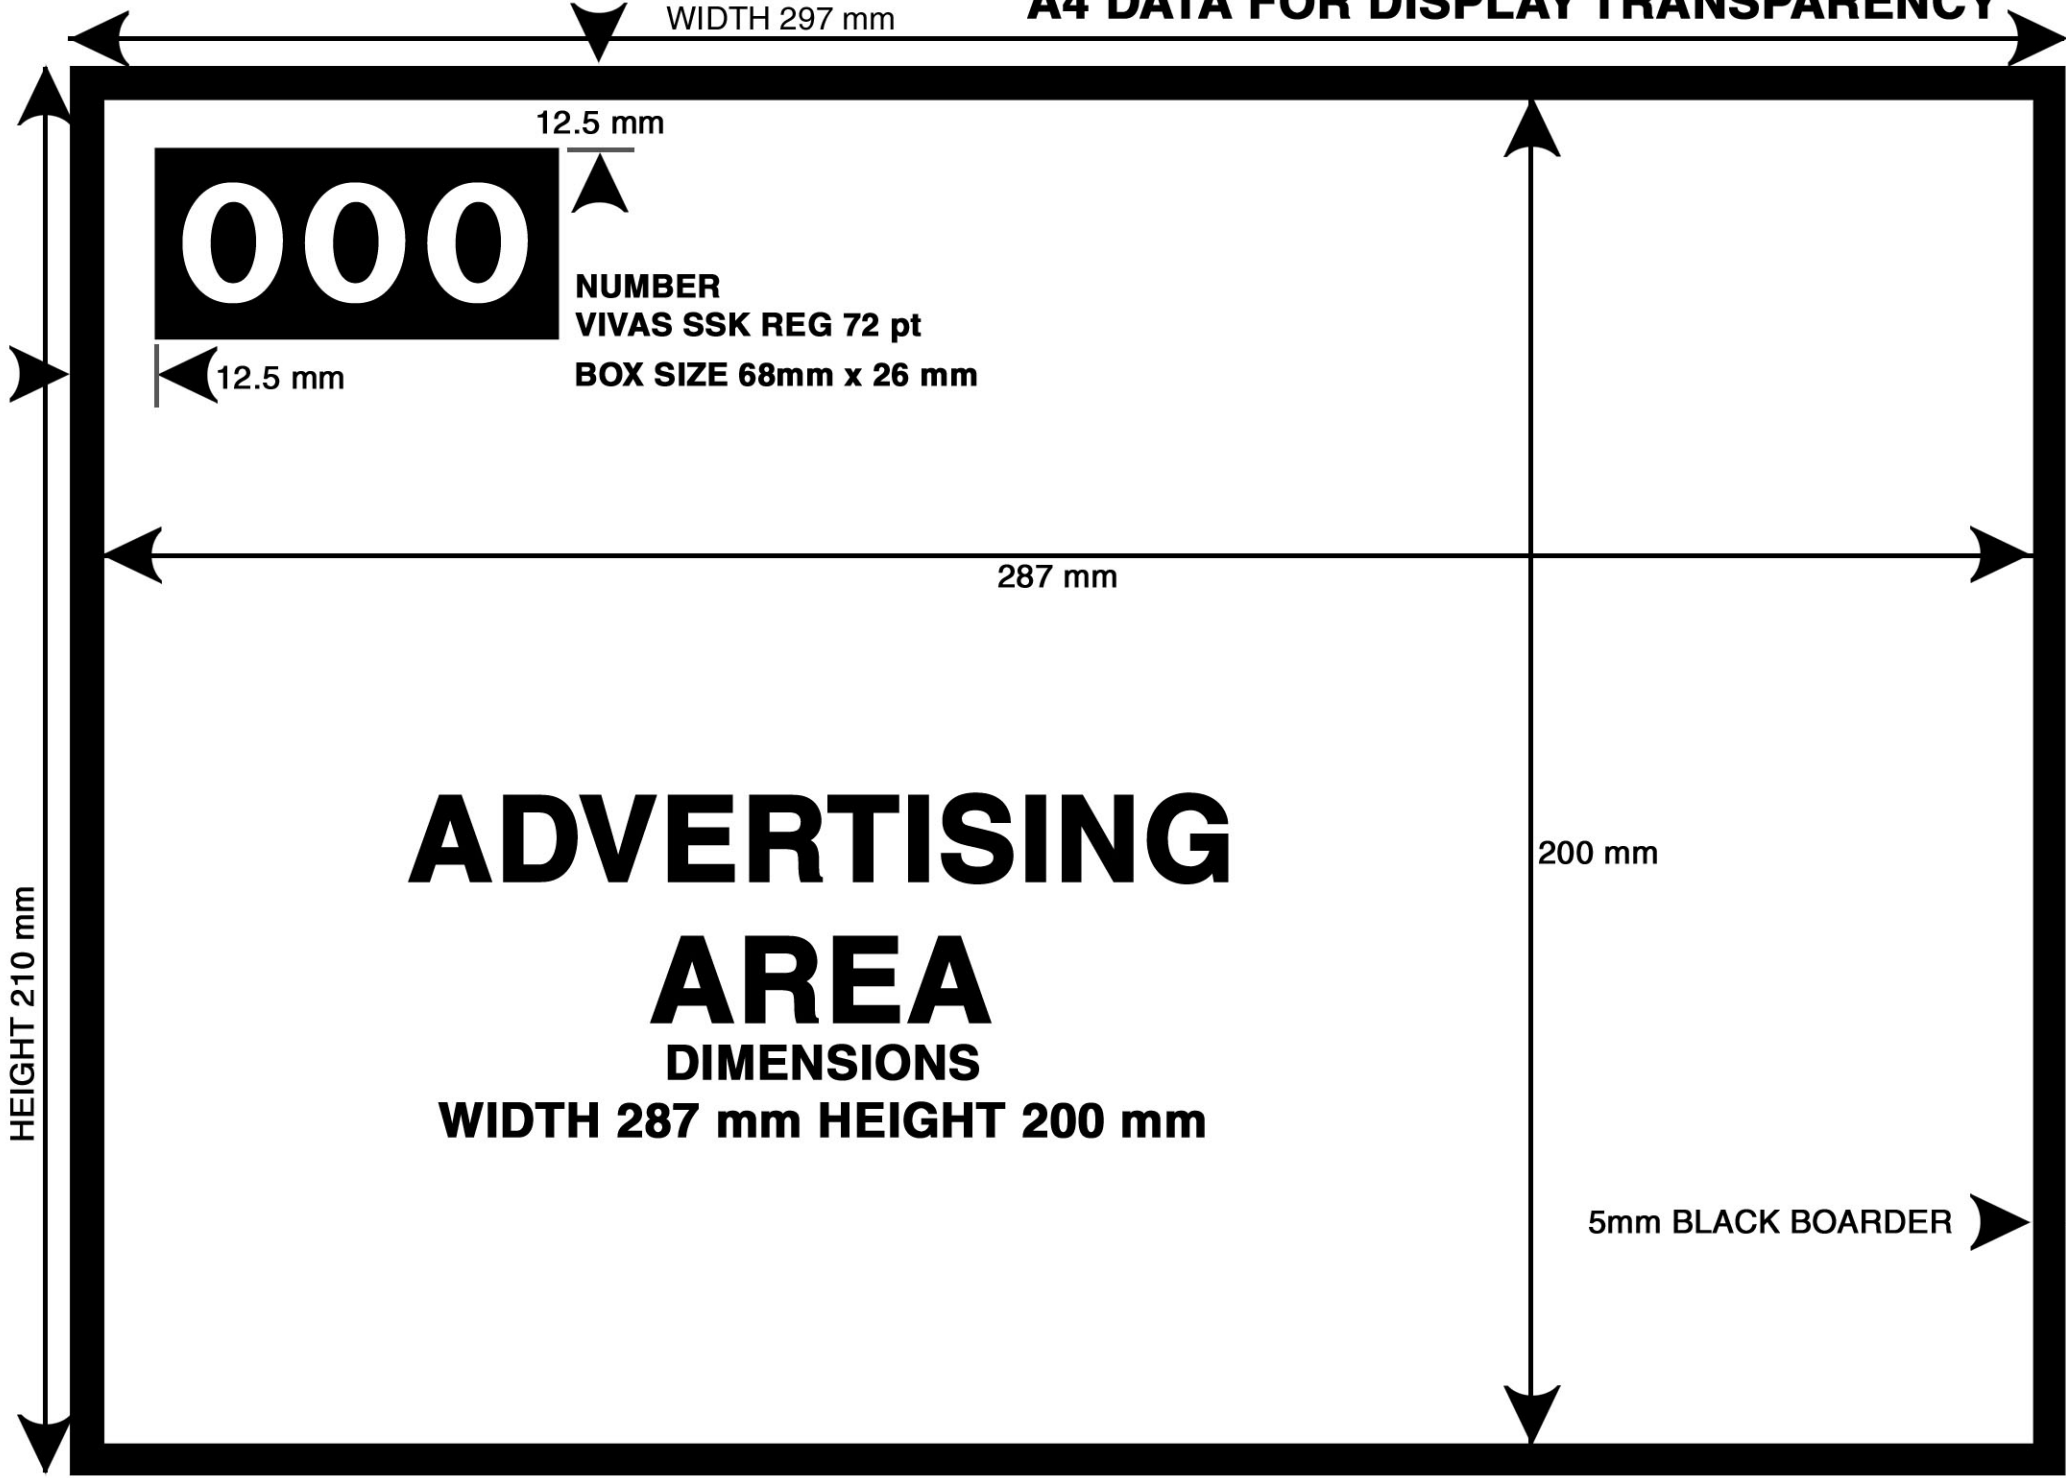 A4 DATA FOR DISPLAY TRANSPARENCY
WIDTH 297 mm
12.5 mm
000
NUMBER
VIVAS SSK REG 72 pt
BOX SIZE 68mm x 26 mm
12.5 mm
287 mm
ADVERTISING
AREA
DIMENSIONS
WIDTH 287 mm HEIGHT 200 mm
200 mm
HEIGHT 210 mm
5mm BLACK BOARDER